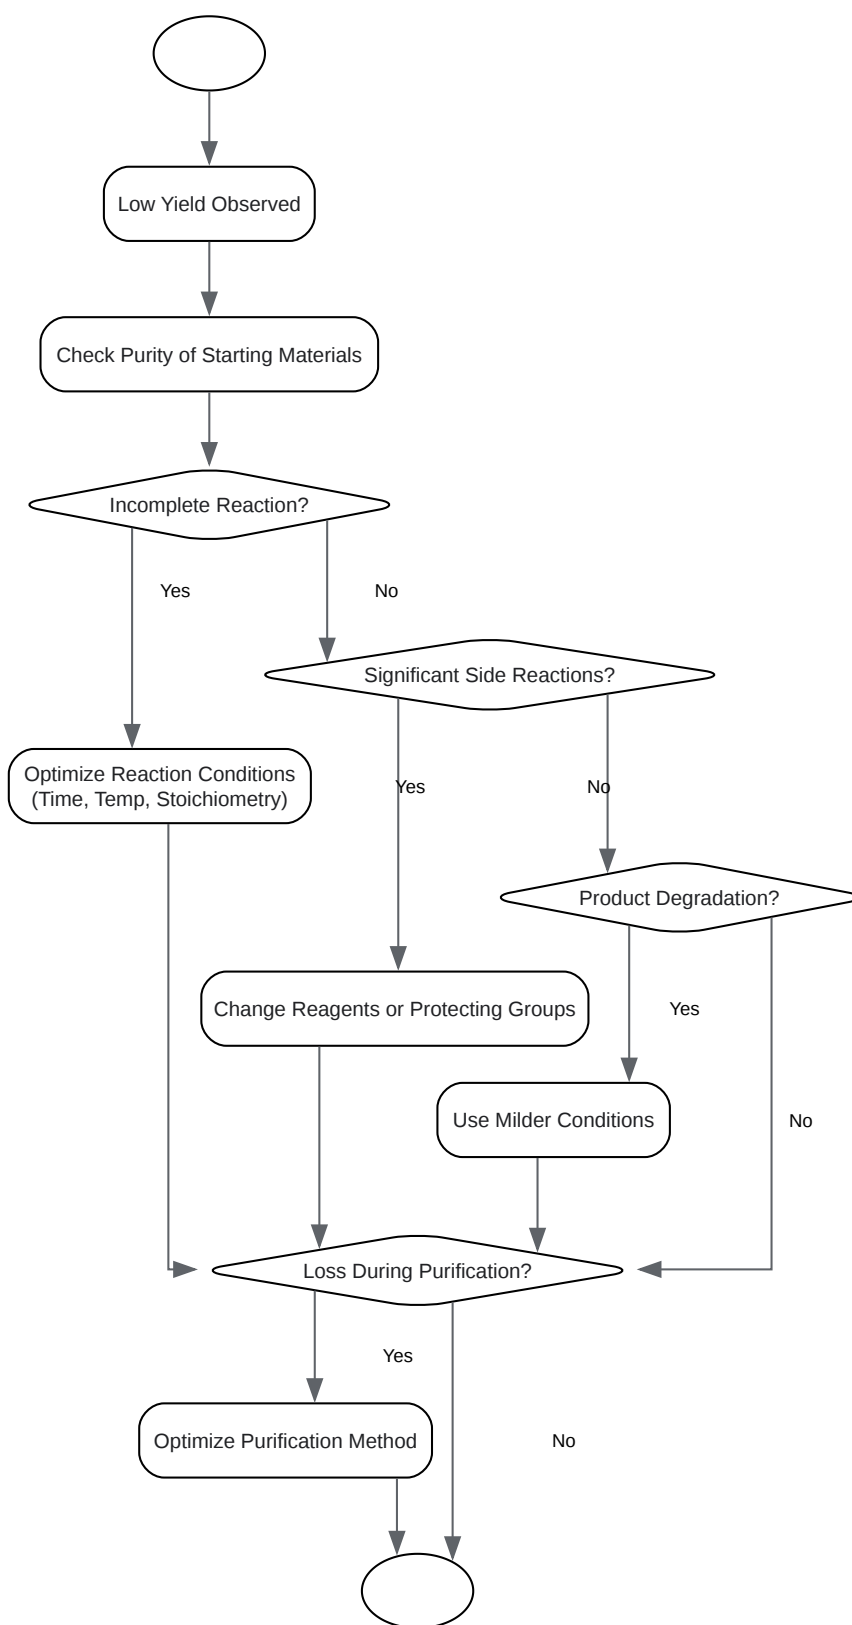 Low Yield Observed
Check Purity of Starting Materials
Incomplete Reaction?
Yes
No
Significant Side Reactions?
Optimize Reaction Conditions
(Time, Temp, Stoichiometry)
Yes
No
Product Degradation?
Change Reagents or Protecting Groups
Yes
Use Milder Conditions
No
Loss During Purification?
Yes
Optimize Purification Method
No